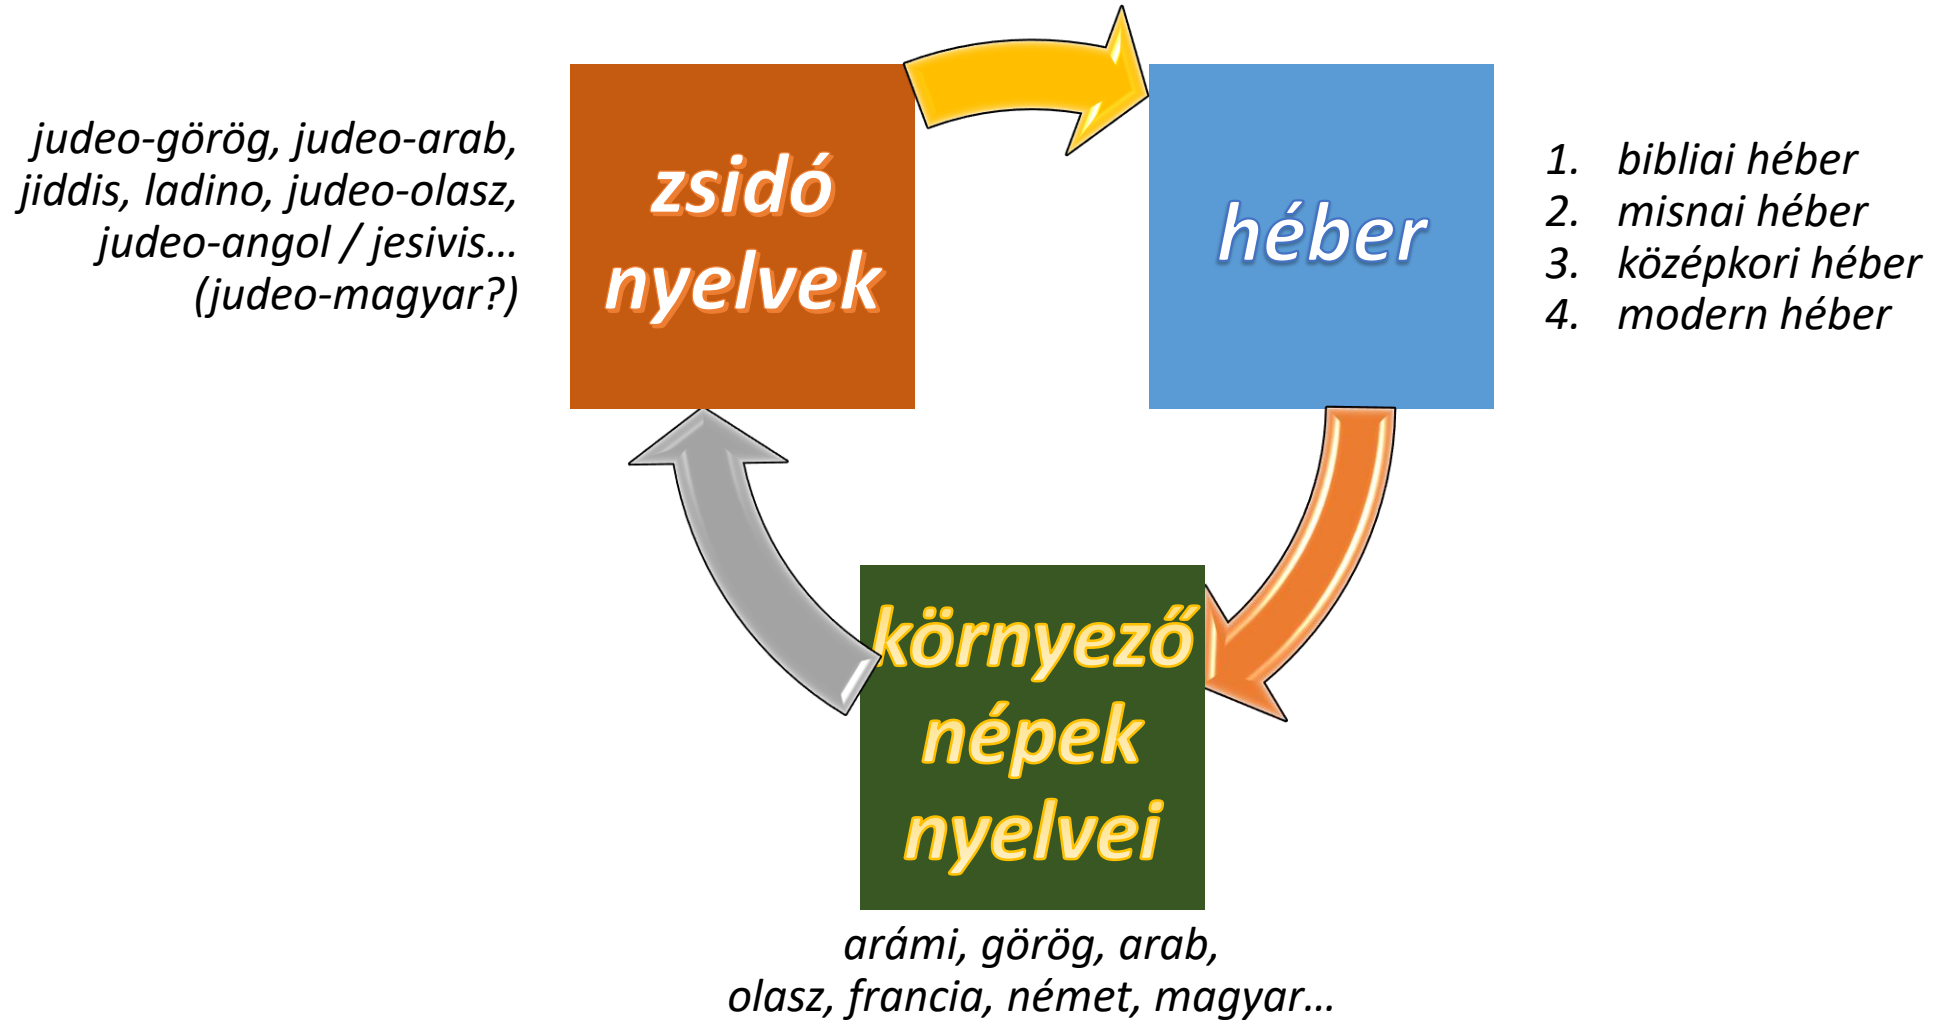 judeo-görög, judeo-arab,
jiddis, ladino, judeo-olasz,
judeo-angol / jesivis…
(judeo-magyar?)
zsidó
nyelvek
héber
1. bibliai héber
2. misnai héber
3. középkori héber
4. modern héber
környező
népek
nyelvei
arámi, görög, arab,
olasz, francia, német, magyar…